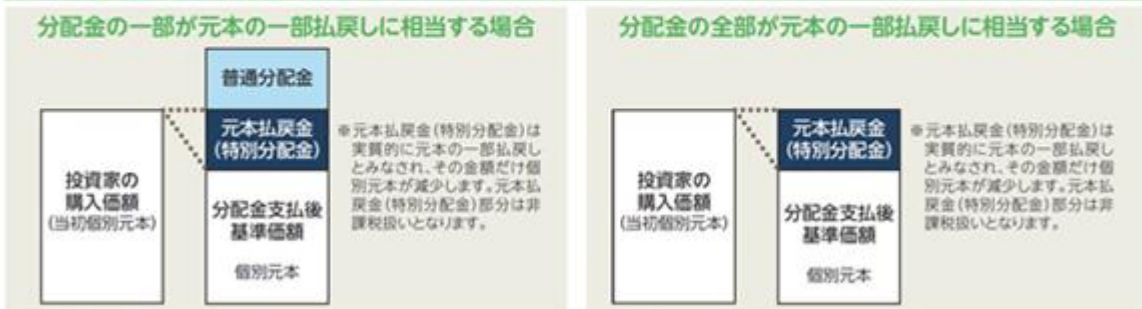 分配金の一部が元本の一部払戻しに相当する場合
普通分配金
元本払戻金
(特別分配金)
投資家の
購入価額
(当初個別元本)
分配金支払後
基準価額
個別元本
※元本払戻金(特別分配金)は
実質的に元本の一部払戻し
とみなされ、その金額だけ個
別元本が減少します。元本払
戻金(特別分配金)部分は非
課税扱いとなります。
分配金の全部が元本の一部払戻しに相当する場合
元本払戻金
(特別分配金)
投資家の
購入価額
(当初個別元本)
分配金支払後
基準価額
個別元本
※元本払戻金(特別分配金)は
実質的に元本の一部払戻し
とみなされ、その金額だけ個
別元本が減少します。元本払
戻金(特別分配金)部分は非
課税扱いとなります。